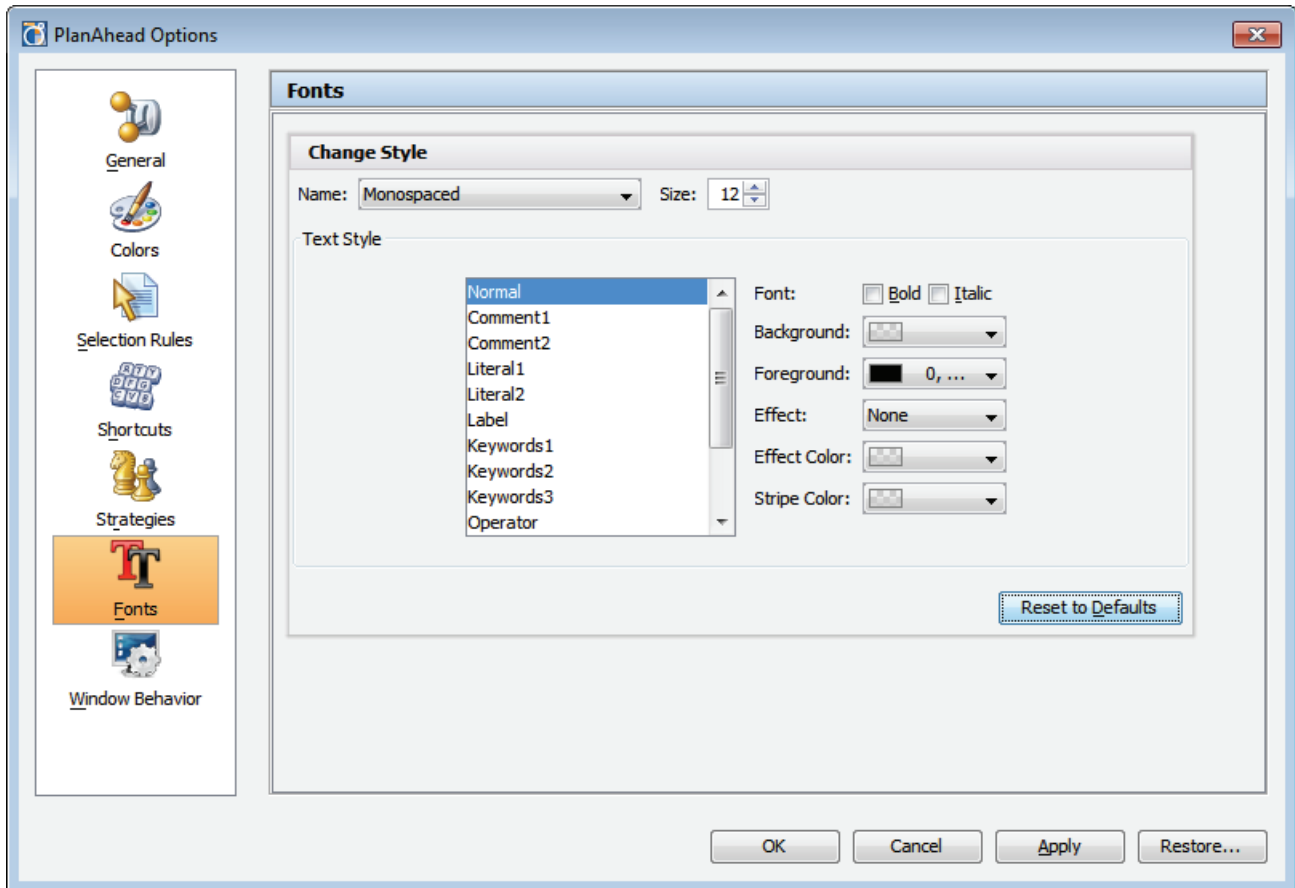 PlanAhead Options
General
Colors
Selection Rules
Shortcuts
Strategies
Fonts
Window Behavior
Fonts
Change Style
Name: Monospaced Size: 12
Text Style
Normal
Comment1
Comment2
Literal1
Literal2
Label
Keywords1
Keywords2
Keywords3
Operator
Font: Bold Italic
Background:
Foreground: 0, ...
Effect: None
Effect Color:
Stripe Color:
Reset to Defaults
OK Cancel Apply Restore...